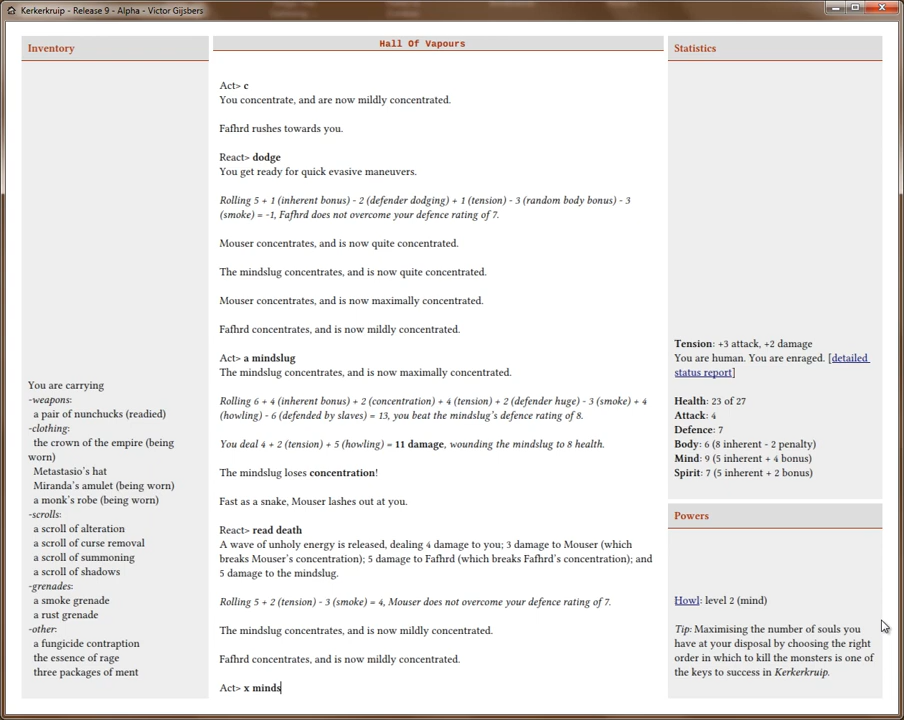 Kerkerkruip - Release 9 - Alpha - Victor Gijsbers
Inventory
You are carrying
-weapons:
a pair of nunchucks (readied)
-clothing:
the crown of the empire (being
worn)
Metastasio's hat
Miranda's amulet (being worn)
a monk's robe (being worn)
-scrolls:
a scroll of alteration
a scroll of curse removal
a scroll of summoning
a scroll of shadows
-grenades:
a smoke grenade
a rust grenade
-other:
a fungicide contraption
the essence of rage
three packages of ment
Hall Of Vapours
Act> c
You concentrate, and are now mildly concentrated.
Fafhrd rushes towards you.
React> dodge
You get ready for quick evasive maneuvers.
Rolling 5 + 1 (inherent bonus) - 2 (defender dodging) + 1 (tension) - 3 (random body bonus) - 3
(smoke) = -1, Fafhrd does not overcome your defence rating of 7.
Mouser concentrates, and is now quite concentrated.
The mindslug concentrates, and is now quite concentrated.
Mouser concentrates, and is now maximally concentrated.
Fafhrd concentrates, and is now mildly concentrated.
Act> a mindslug
The mindslug concentrates, and is now maximally concentrated.
Rolling 6 + 4 (inherent bonus) + 2 (concentration) + 4 (tension) + 2 (defender huge) - 3 (smoke) + 4
(howling) - 6 (defended by slaves) = 13, you beat the mindslug's defence rating of 8.
You deal 4 + 2 (tension) + 5 (howling) = 11 damage, wounding the mindslug to 8 health.
The mindslug loses concentration!
Fast as a snake, Mouser lashes out at you.
React> read death
A wave of unholy energy is released, dealing 4 damage to you; 3 damage to Mouser (which
breaks Mouser's concentration); 5 damage to Fafhrd (which breaks Fafhrd's concentration); and
5 damage to the mindslug.
Rolling 5 + 2 (tension) - 3 (smoke) = 4, Mouser does not overcome your defence rating of 7.
The mindslug concentrates, and is now mildly concentrated.
Fafhrd concentrates, and is now mildly concentrated.
Act> x minds
Statistics
Tension: +3 attack, +2 damage
You are human. You are enraged. [detailed
status report]
Health: 23 of 27
Attack: 4
Defence: 7
Body: 6 (8 inherent - 2 penalty)
Mind: 9 (5 inherent + 4 bonus)
Spirit: 7 (5 inherent + 2 bonus)
Powers
Howl: level 2 (mind)
Tip: Maximising the number of souls you
have at your disposal by choosing the right
order in which to kill the monsters is one of
the keys to success in Kerkerkruip.